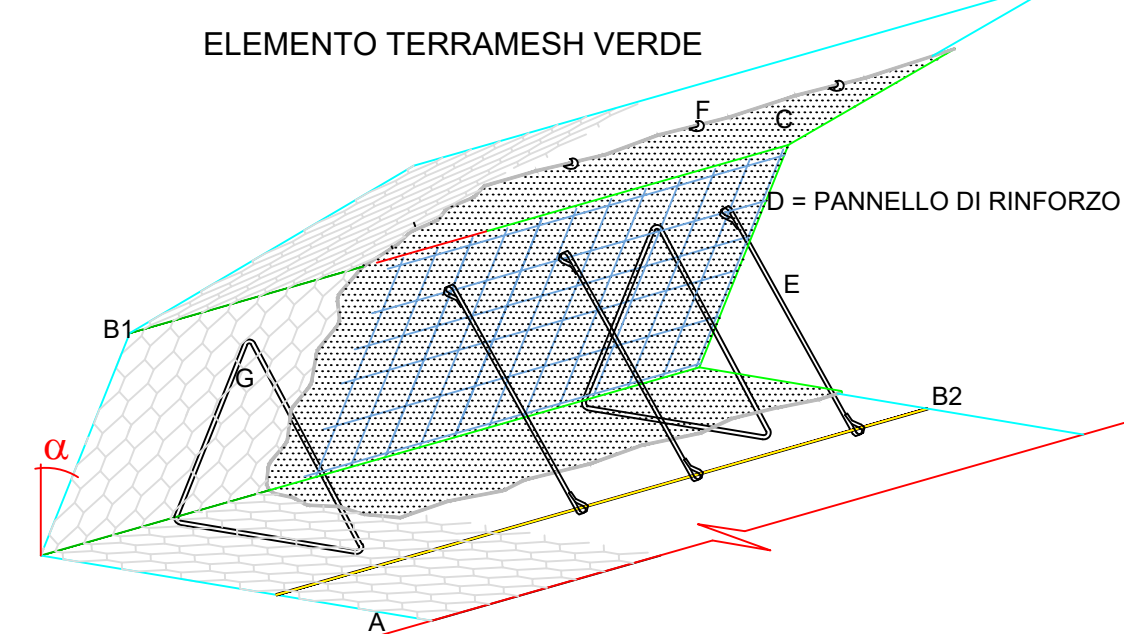 ELEMENTO TERRAMESH VERDE
F
C
D = PANNELLO DI RINFORZO
E
B1
G
B2
α
A